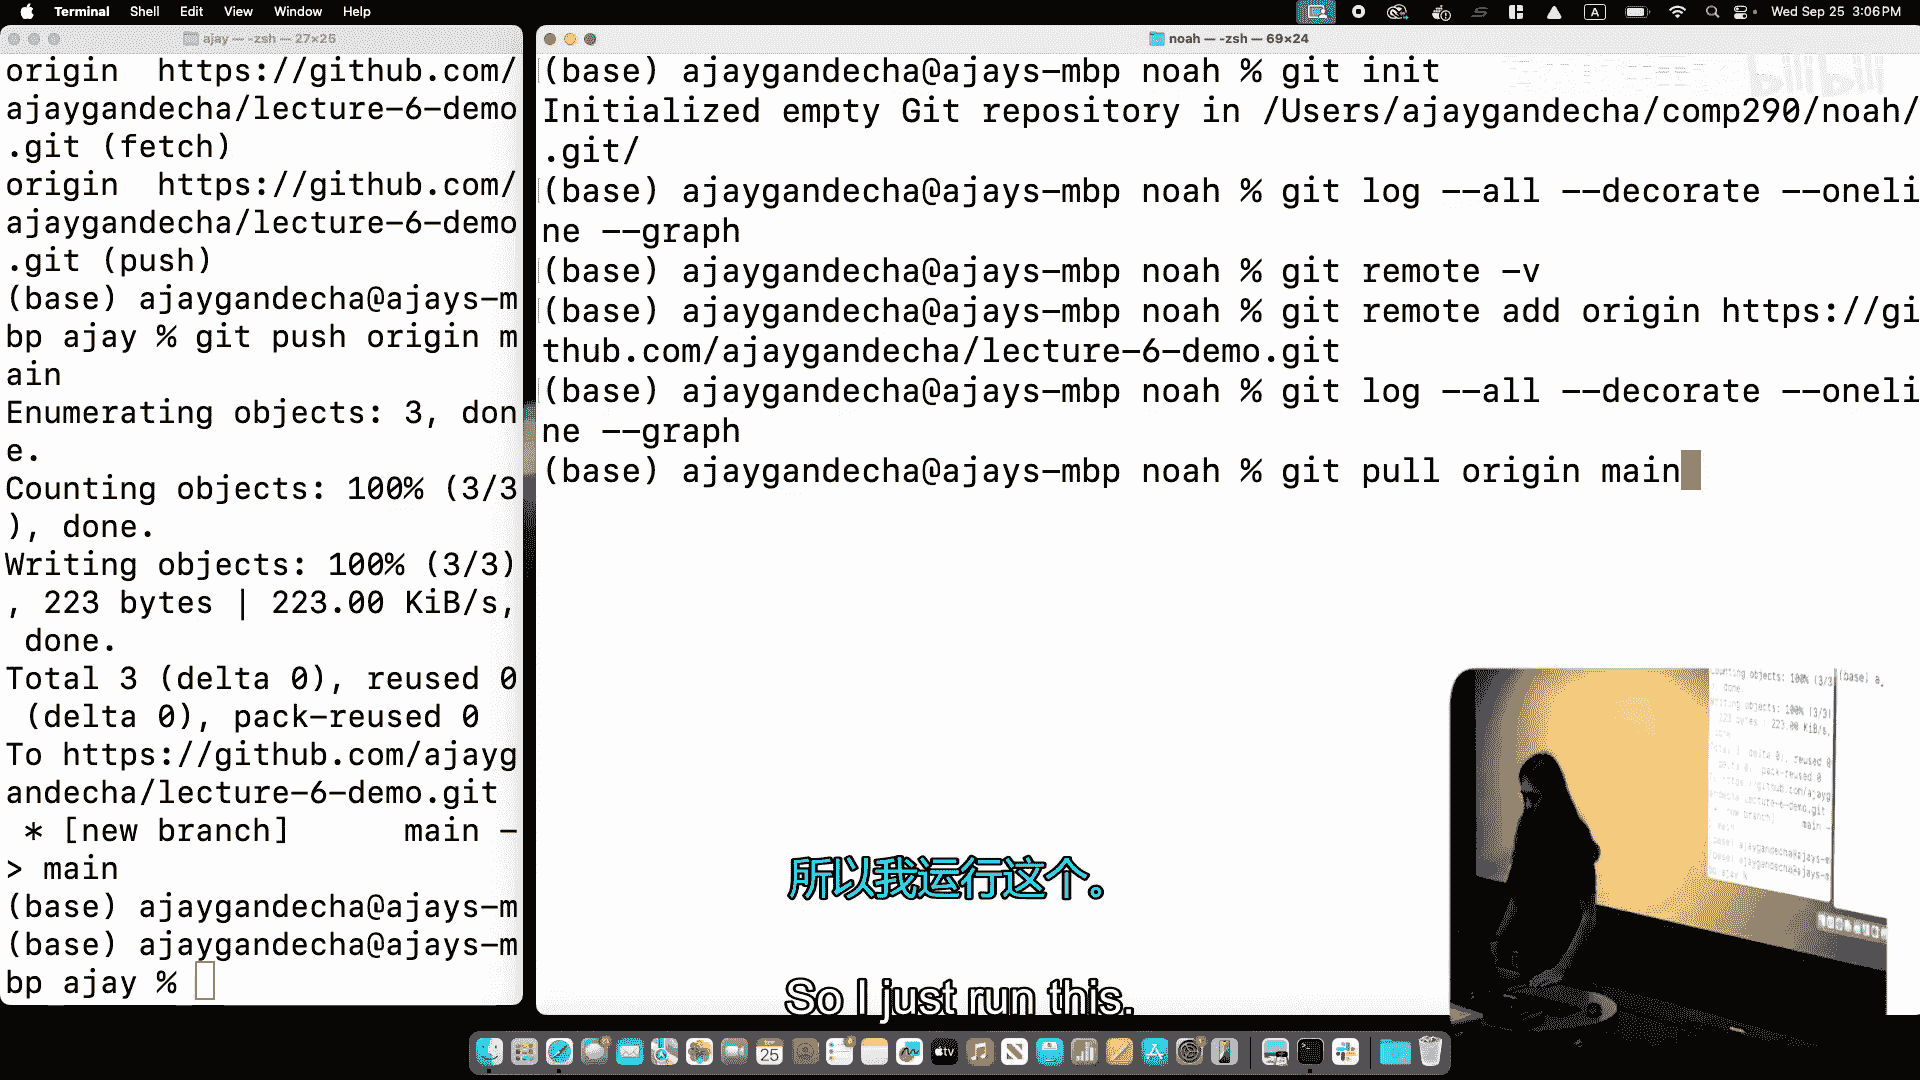 Terminal Shell Edit View Window Help
A
Wed Sep 25 3:06 PM
ajay — -zsh — 27×25
origin  https://github.com/
ajaygandecha/lecture-6-demo
.git (fetch)
origin  https://github.com/
ajaygandecha/lecture-6-demo
.git (push)
(base) ajaygandecha@ajays-m
bp ajay % git push origin m
ain
Enumerating objects: 3, don
e.
Counting objects: 100% (3/3
), done.
Writing objects: 100% (3/3)
, 223 bytes | 223.00 KiB/s,
 done.
Total 3 (delta 0), reused 0
 (delta 0), pack-reused 0
To https://github.com/ajayg
andecha/lecture-6-demo.git
 * [new branch]      main -
> main
(base) ajaygandecha@ajays-m
(base) ajaygandecha@ajays-m
bp ajay %
noah — -zsh — 69×24
(base) ajaygandecha@ajays-mbp noah % git init
Initialized empty Git repository in /Users/ajaygandecha/comp290/noah/
.git/
(base) ajaygandecha@ajays-mbp noah % git log --all --decorate --oneli
ne --graph
(base) ajaygandecha@ajays-mbp noah % git remote -v
(base) ajaygandecha@ajays-mbp noah % git remote add origin https://gi
thub.com/ajaygandecha/lecture-6-demo.git
(base) ajaygandecha@ajays-mbp noah % git log --all --decorate --oneli
ne --graph
(base) ajaygandecha@ajays-mbp noah % git pull origin main
bilibili
所以我运行这个。
So I just run this.
25
tv